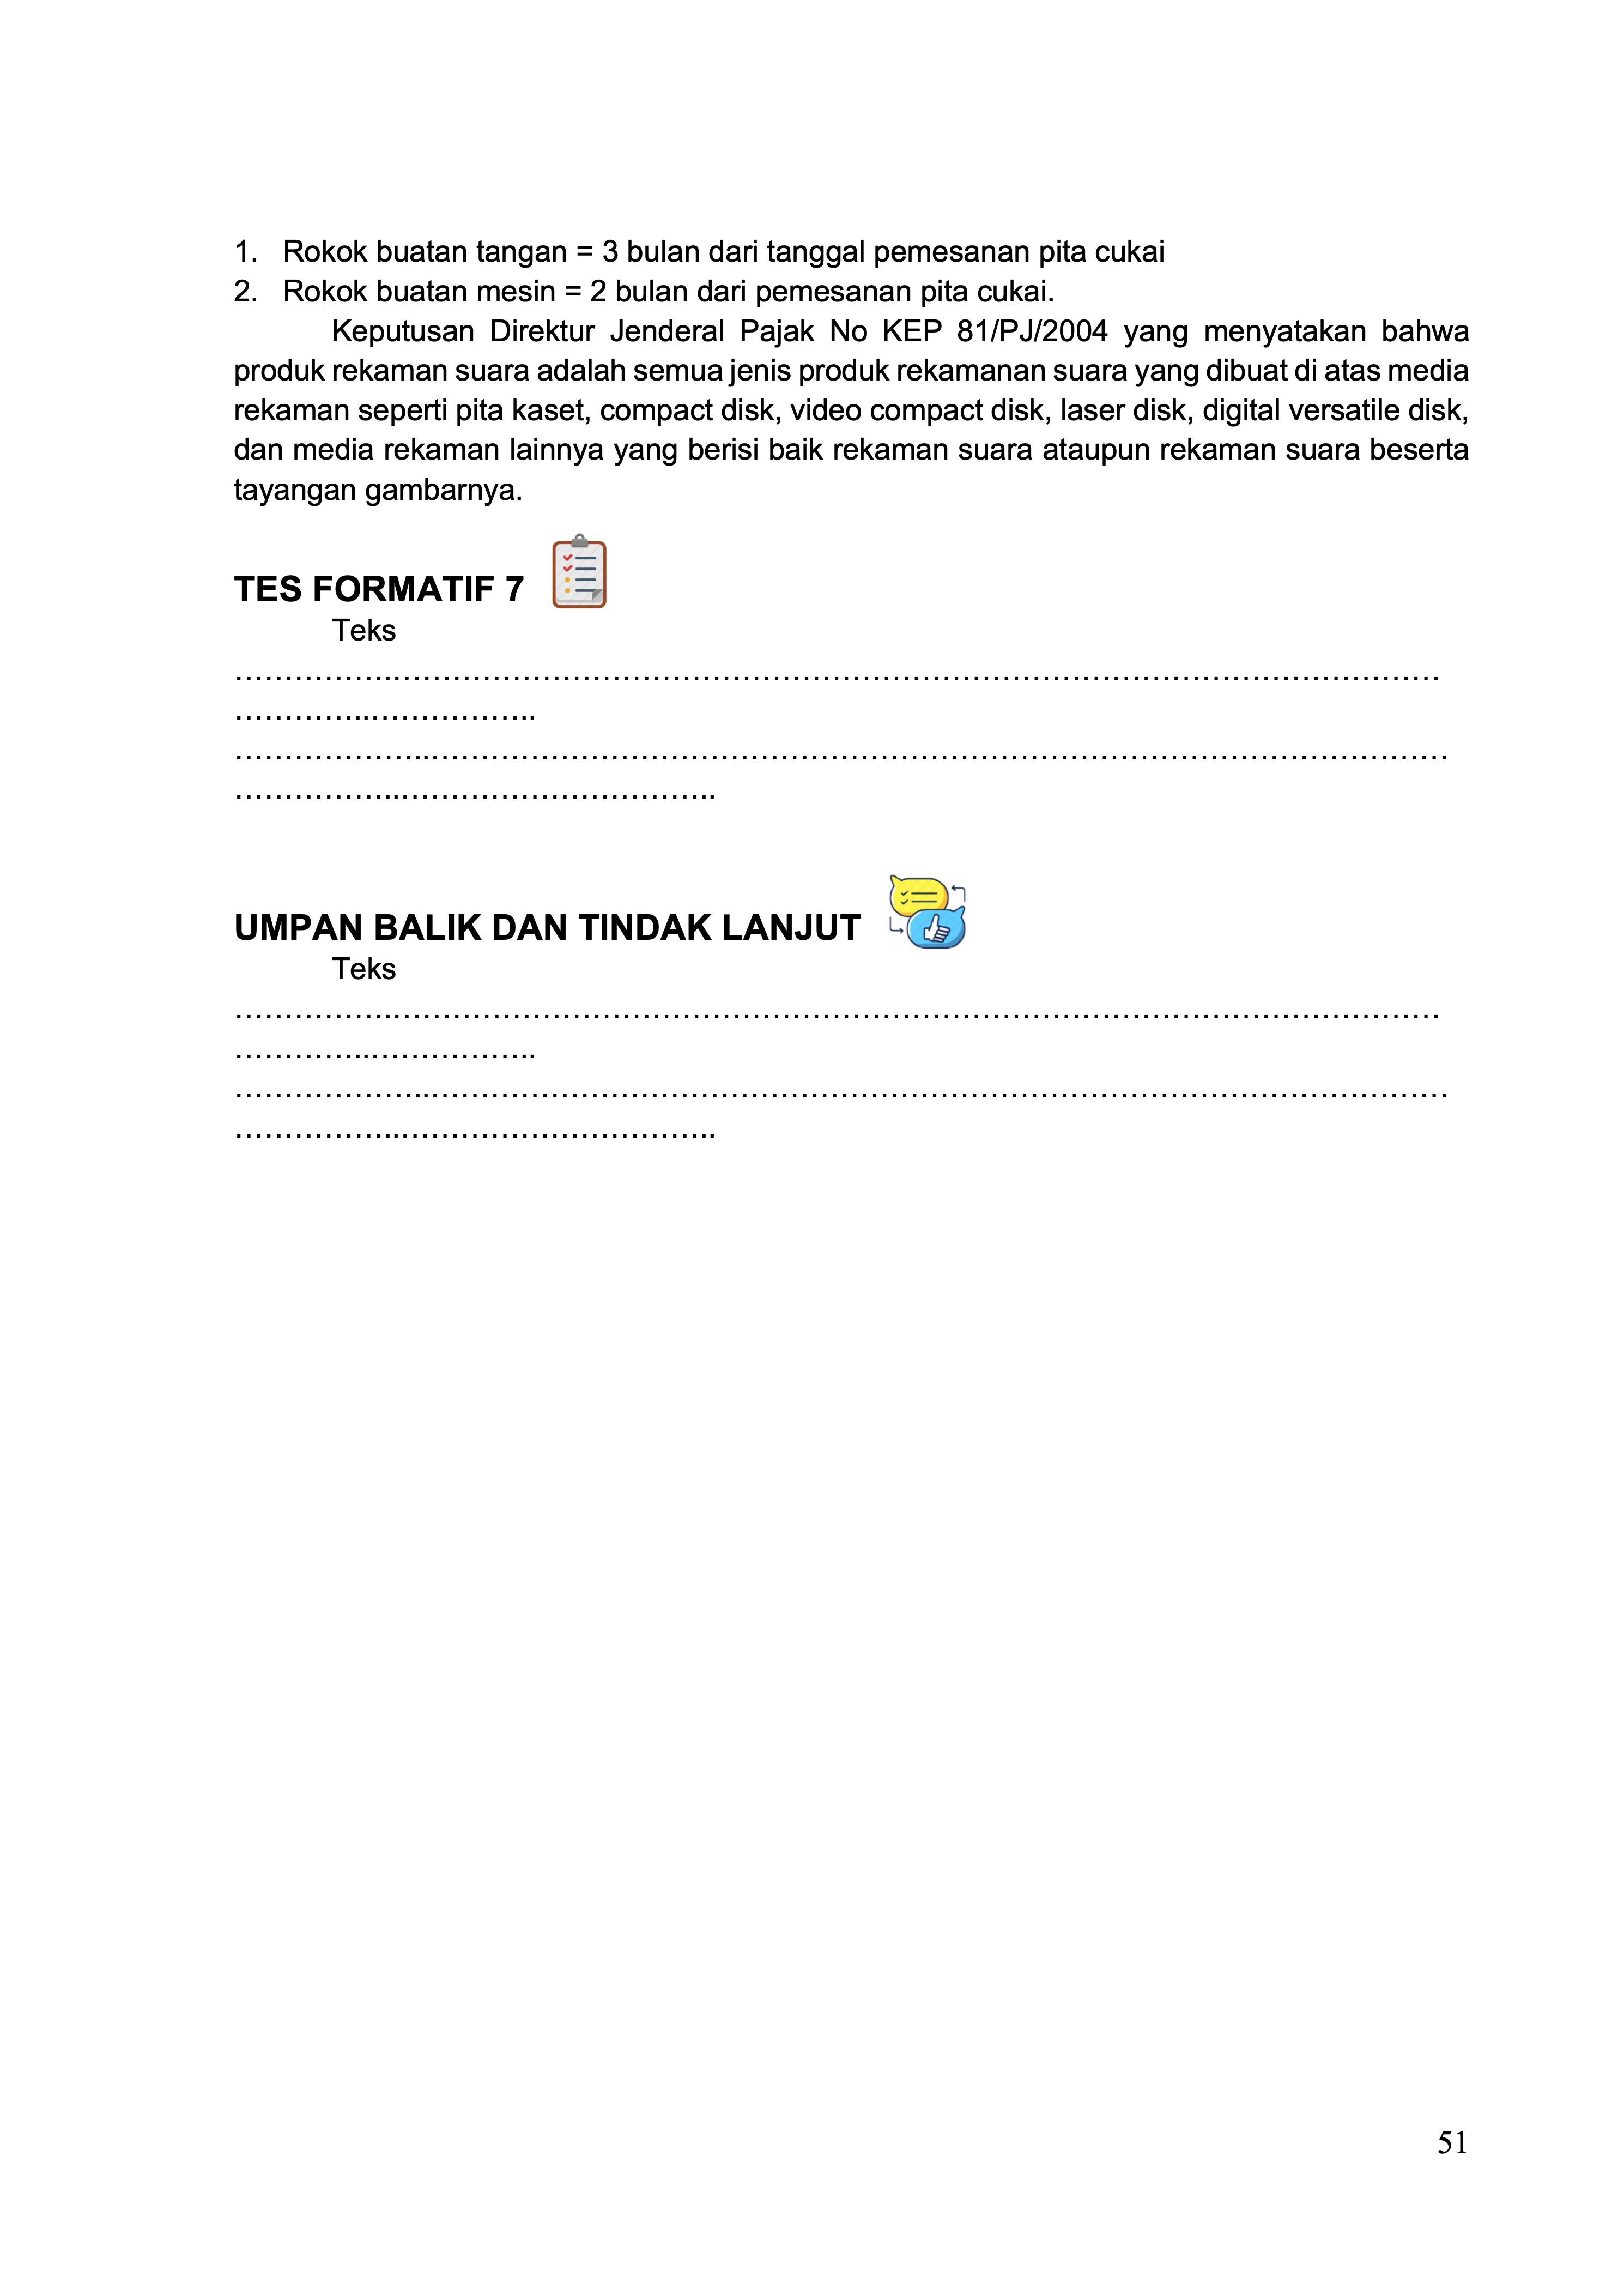 1. Rokok buatan tangan = 3 bulan dari tanggal pemesanan pita cukai
2. Rokok buatan mesin = 2 bulan dari pemesanan pita cukai.
Keputusan Direktur Jenderal Pajak No KEP 81/PJ/2004 yang menyatakan bahwa
produk rekaman suara adalah semua jenis produk rekamanan suara yang dibuat di atas media
rekaman seperti pita kaset, compact disk, video compact disk, laser disk, digital versatile disk,
dan media rekaman lainnya yang berisi baik rekaman suara ataupun rekaman suara beserta
tayangan gambarnya.
TES FORMATIF 7
Teks
…………….……………………………………………………………………………………………
…………..……………..
………………..…………………………………………………………………………………………….
……………..…………………………..
UMPAN BALIK DAN TINDAK LANJUT
Teks
…………….……………………………………………………………………………………………
…………..……………..
………………..…………………………………………………………………………………………….
……………..…………………………..
51